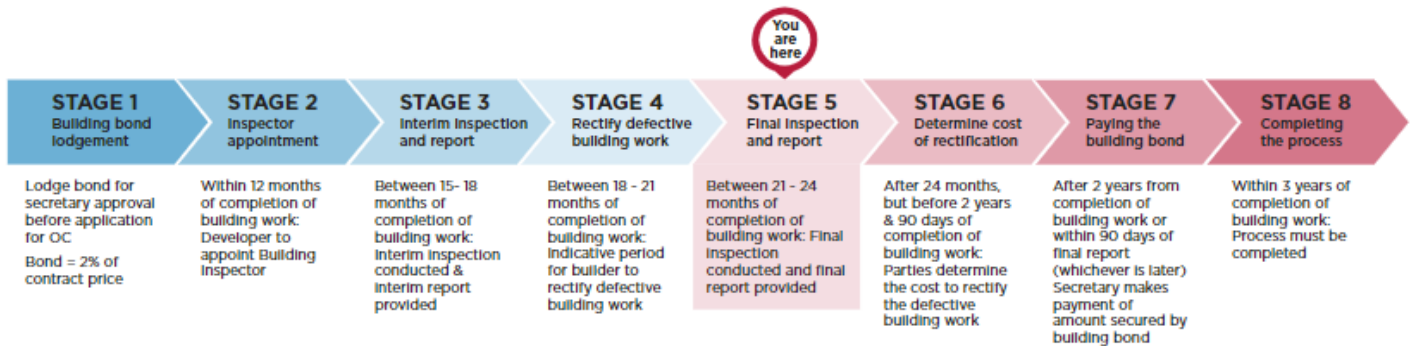 You
are
here
STAGE 1
Building bond
lodgement
STAGE 2
Inspector
appointment
STAGE 3
Interim inspection
and report
STAGE 4
Rectify defective
building work
STAGE 5
Final inspection
and report
STAGE 6
Determine cost
of rectification
STAGE 7
Paying the
building bond
STAGE 8
Completing
the process
Lodge bond for
secretary approval
before application
for OC
Bond = 2% of
contract price
Within 12 months
of completion of
building work:
Developer to
appoint Building
Inspector
Between 15- 18
months of
completion of
building work:
Interim inspection
conducted &
interim report
provided
Between 18 - 21
months of
completion of
building work:
Indicative period
for builder to
rectify defective
building work
Between 21 - 24
months of
completion of
building work: Final
inspection
conducted and final
report provided
After 24 months,
but before 2 years
& 90 days of
completion of
building work:
Parties determine
the cost to rectify
the defective
building work
After 2 years from
completion of
building work or
within 90 days of
final report
(whichever is later)
Secretary makes
payment of
amount secured by
building bond
Within 3 years of
completion of
building work:
Process must be
completed